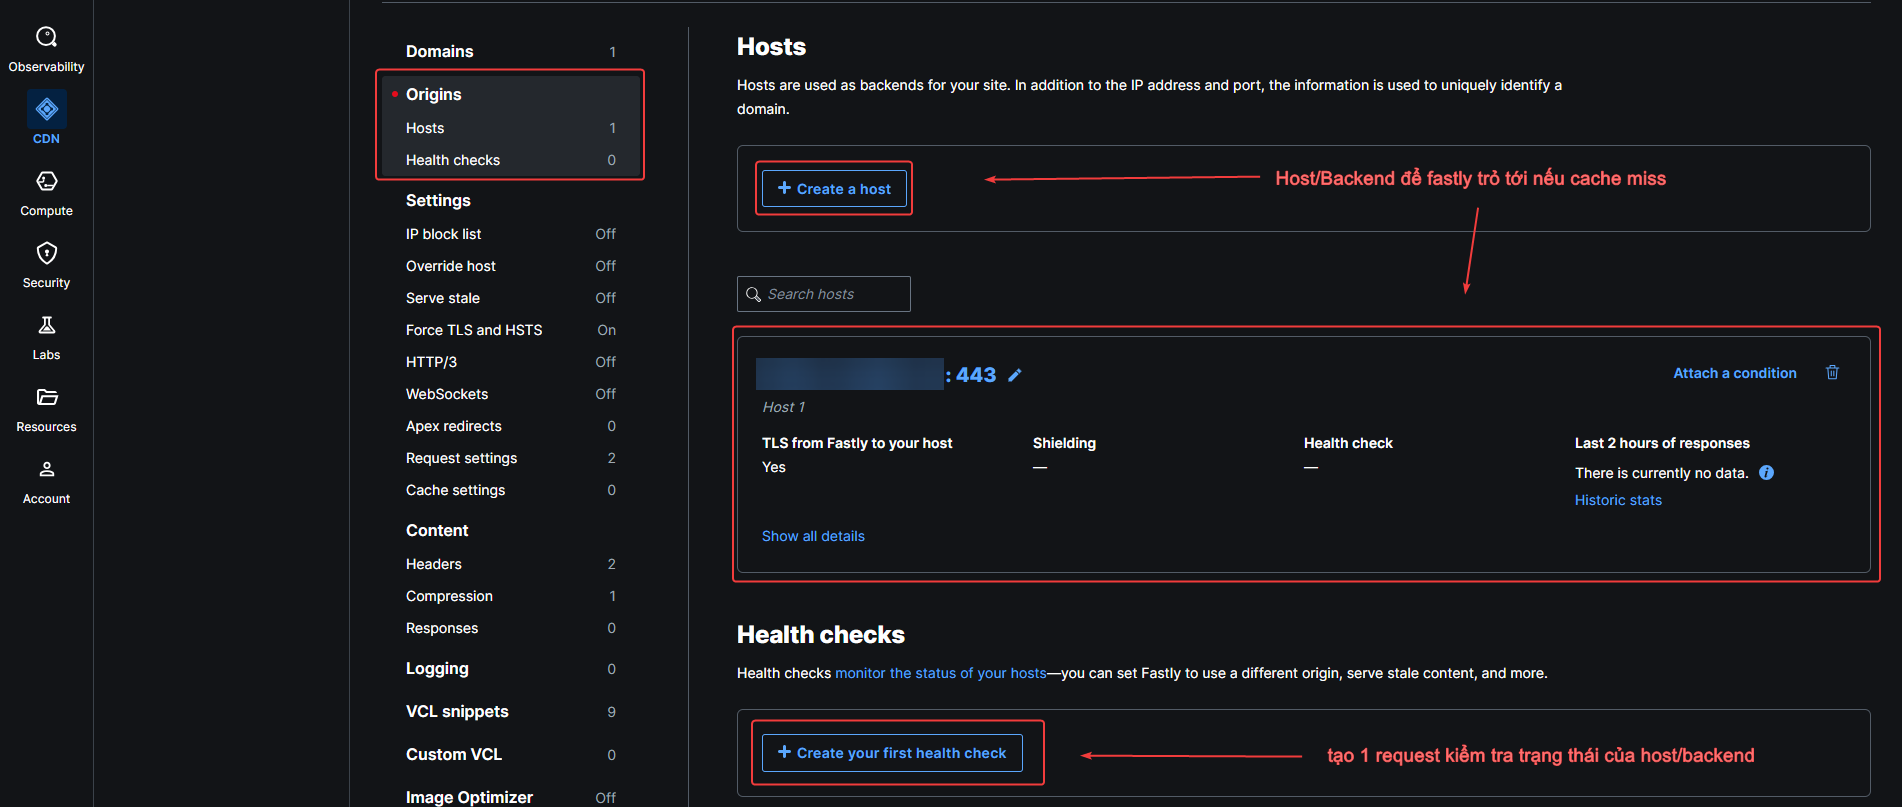 Observability
CDN
Compute
Security
Labs
Resources
Account
Domains 1
Origins
Hosts 1
Health checks 0
Settings
IP block list Off
Override host Off
Serve stale Off
Force TLS and HSTS On
HTTP/3 Off
WebSockets Off
Apex redirects 0
Request settings 2
Cache settings 0
Content
Headers 2
Compression 1
Responses 0
Logging 0
VCL snippets 9
Custom VCL 0
Image Optimizer Off
Hosts
Hosts are used as backends for your site. In addition to the IP address and port, the information is used to uniquely identify a
domain.
+ Create a host
Host/Backend để fastly trỏ tới nếu cache miss
Search hosts
: 443
Attach a condition
Host 1
TLS from Fastly to your host
Yes
Shielding
—
Health check
—
Last 2 hours of responses
There is currently no data.
Historic stats
Show all details
Health checks
Health checks monitor the status of your hosts—you can set Fastly to use a different origin, serve stale content, and more.
+ Create your first health check
tạo 1 request kiểm tra trạng thái của host/backend